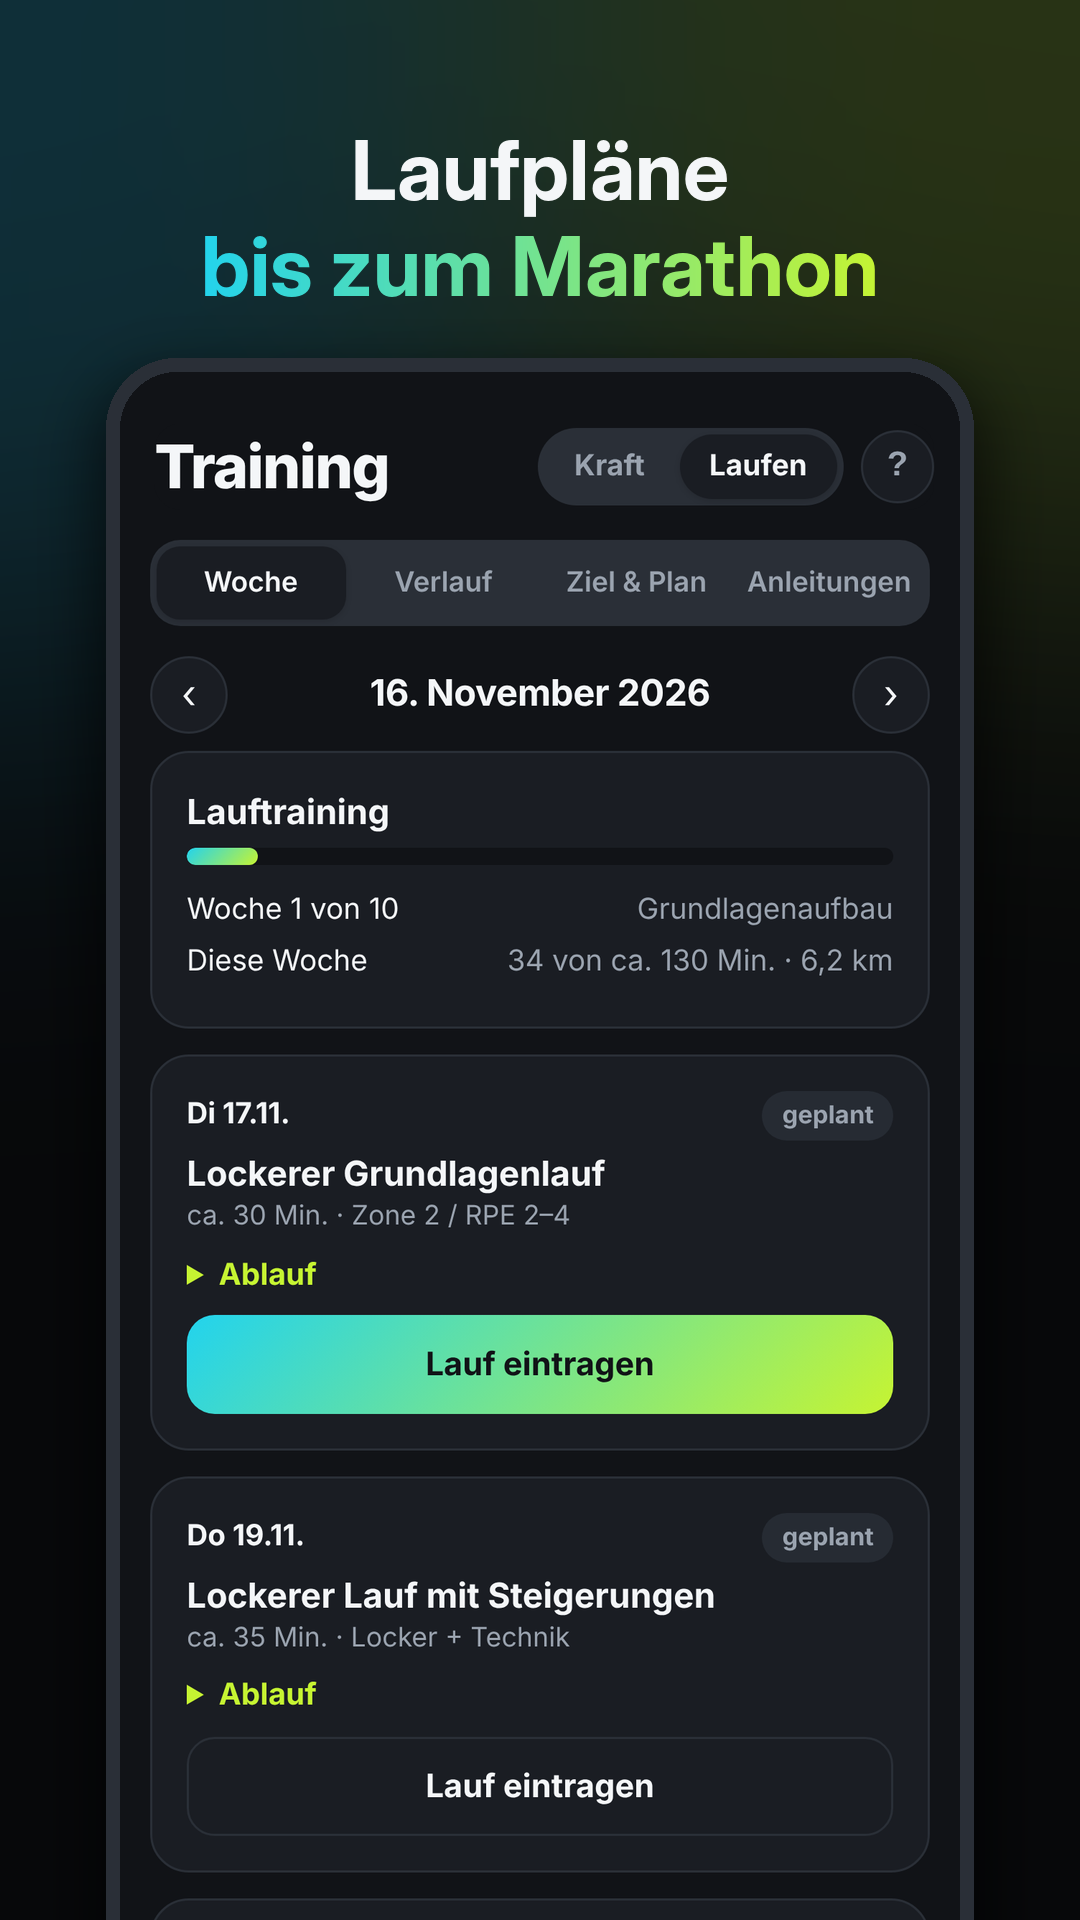 Laufpläne
bis zum Marathon
Training
Kraft Laufen ?
Woche Verlauf Ziel & Plan Anleitungen
‹ 16. November 2026 ›
Lauftraining
Woche 1 von 10 Grundlagenaufbau
Diese Woche 34 von ca. 130 Min. · 6,2 km
Di 17.11. geplant
Lockerer Grundlagenlauf
ca. 30 Min. · Zone 2 / RPE 2–4
▶ Ablauf
Lauf eintragen
Do 19.11. geplant
Lockerer Lauf mit Steigerungen
ca. 35 Min. · Locker + Technik
▶ Ablauf
Lauf eintragen